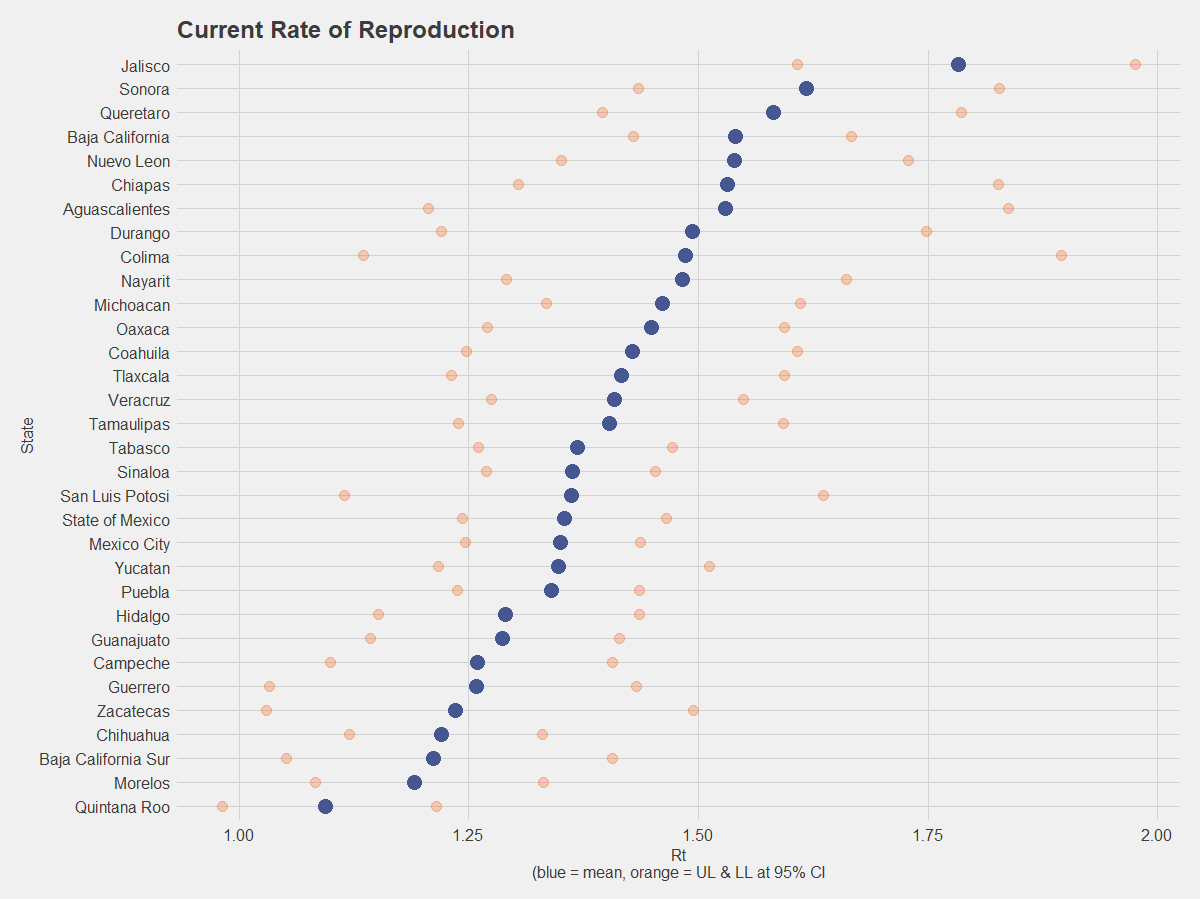 Current Rate of Reproduction
Jalisco
Sonora
Queretaro
Baja California
Nuevo Leon
Chiapas
Aguascalientes
Durango
Colima
Nayarit
Michoacan
Oaxaca
Coahuila
Tlaxcala
Veracruz
Tamaulipas
Tabasco
Sinaloa
San Luis Potosi
State of Mexico
Mexico City
Yucatan
Puebla
Hidalgo
Guanajuato
Campeche
Guerrero
Zacatecas
Chihuahua
Baja California Sur
Morelos
Quintana Roo
State
1.00 1.25 1.50 1.75 2.00
Rt
(blue = mean, orange = UL & LL at 95% CI